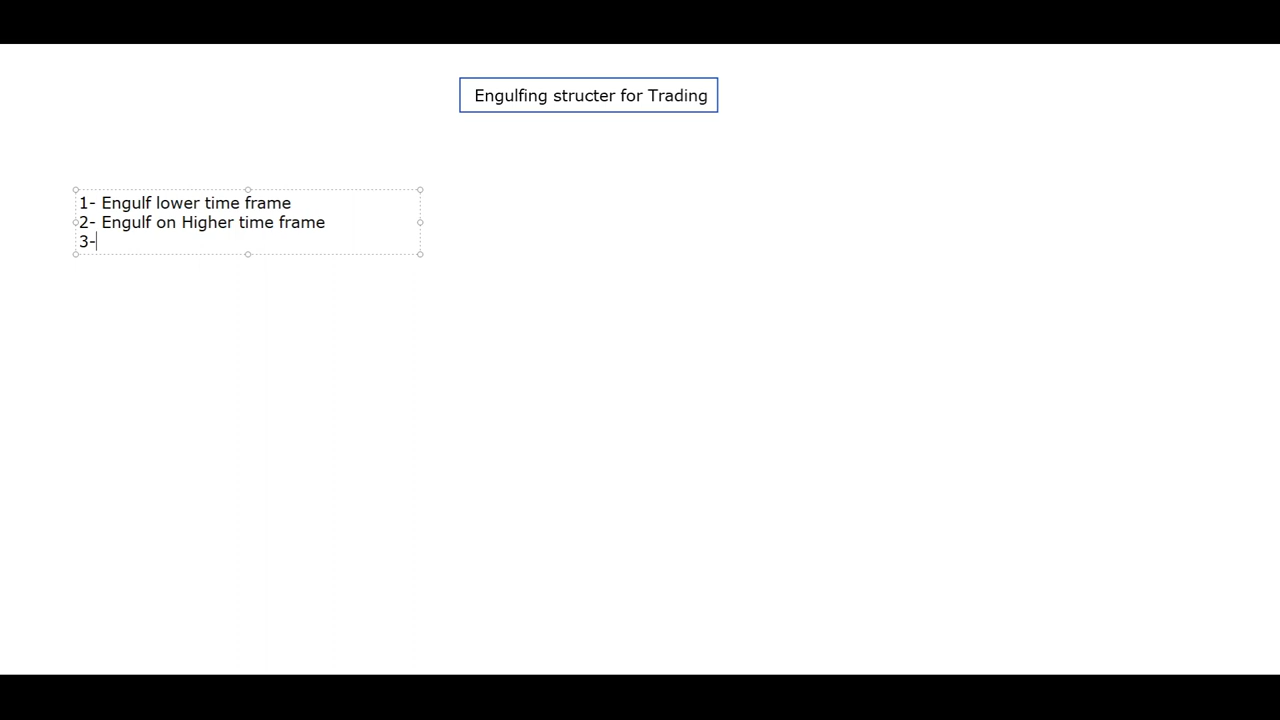 Engulfing structer for Trading
1- Engulf lower time frame
2- Engulf on Higher time frame
3-